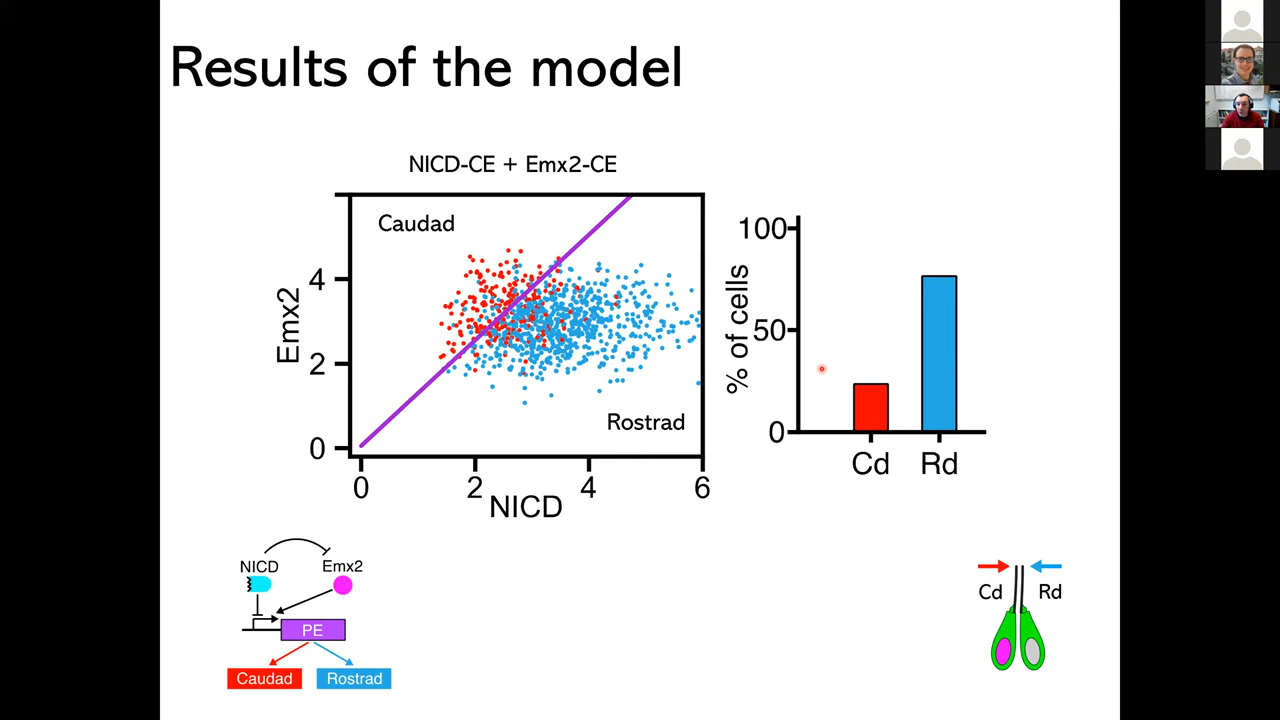 Results of the model
NICD-CE + Emx2-CE
Caudad
Rostrad
Emx2
4
2
0
0 2 4 6
NICD
% of cells
100
50
0
Cd Rd
NICD Emx2
PE
Caudad Rostrad
Cd Rd